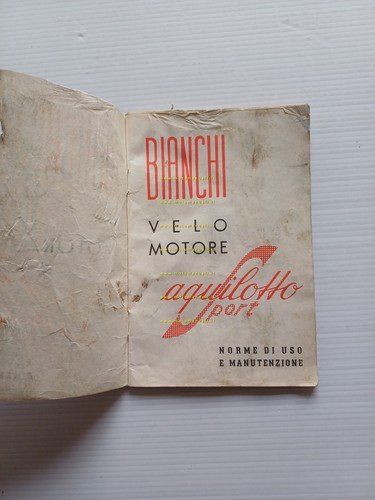 BIANCHI
VELO
MOTORE
aquilotto
Sport
NORME DI USO
E MANUTENZIONE